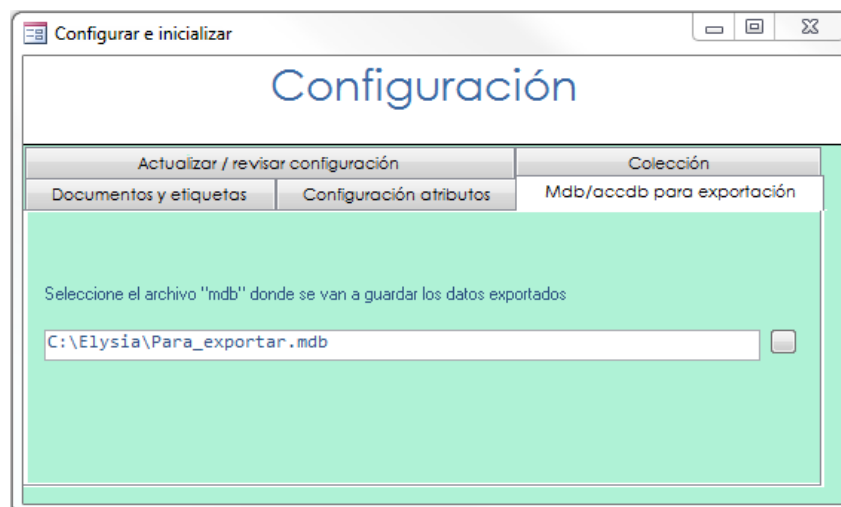 Configurar e inicializar
Configuración
Actualizar / revisar configuración Colección
Documentos y etiquetas Configuración atributos Mdb/accdb para exportación
Seleccione el archivo "mdb" donde se van a guardar los datos exportados
C:\Elysia\Para_exportar.mdb